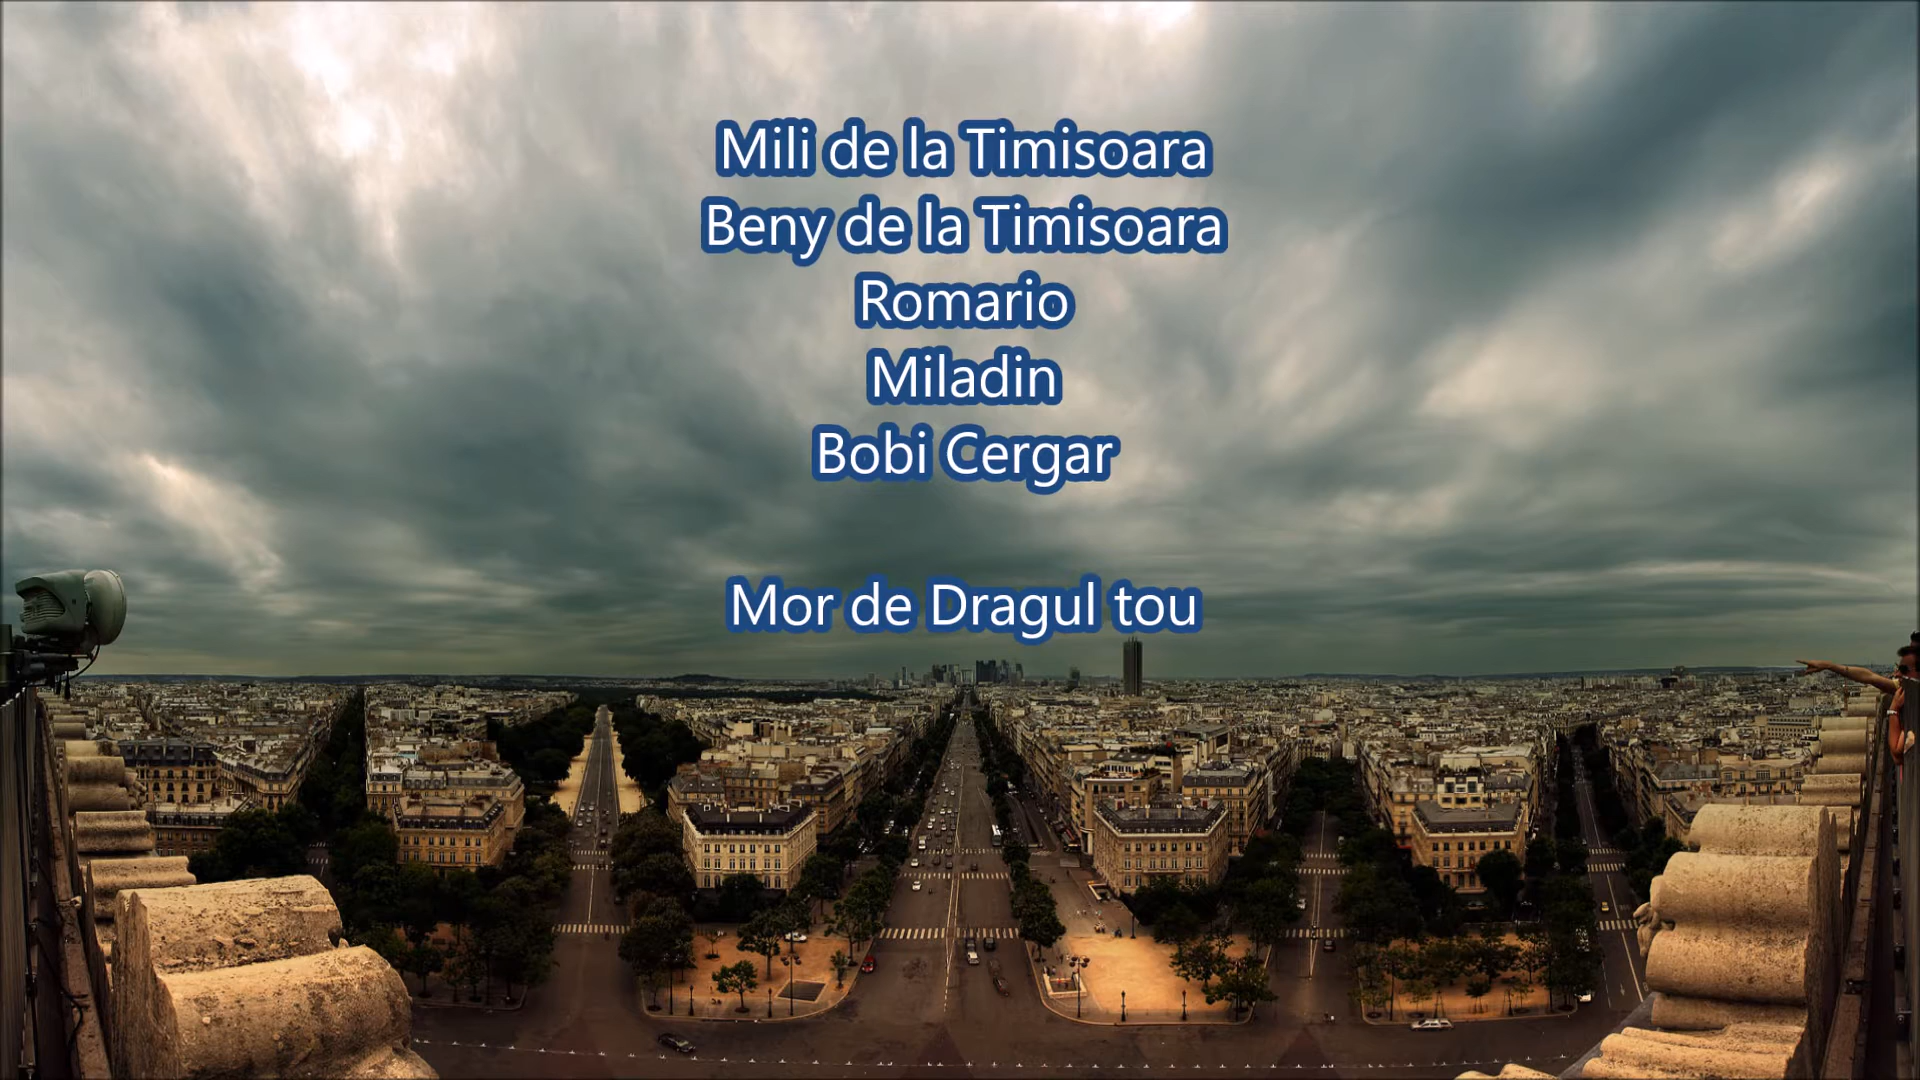 Mili de la Timisoara
Beny de la Timisoara
Romario
Miladin
Bobi Cergar
Mor de Dragul tou